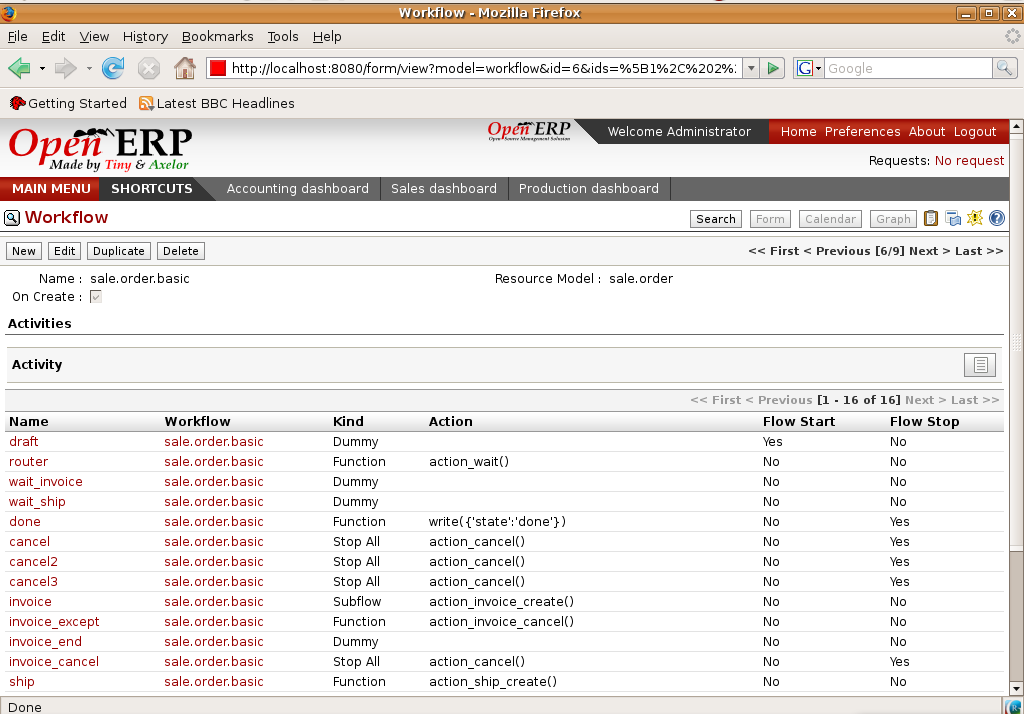 Workflow - Mozilla Firefox
File Edit View History Bookmarks Tools Help
http://localhost:8080/form/view?model=workflow&id=6&ids=%5B1%2C%202%2 G Google
Getting Started Latest BBC Headlines
Open ERP Open ERP Welcome Administrator Home Preferences About Logout
Open Source Management Solution
Made by Tiny & Axelor Requests: No request
MAIN MENU SHORTCUTS Accounting dashboard Sales dashboard Production dashboard
Workflow Search Form Calendar Graph ?
New Edit Duplicate Delete << First < Previous [6/9] Next > Last >>
Name : sale.order.basic Resource Model : sale.order
On Create :
Activities
Activity
<< First < Previous [1 - 16 of 16] Next > Last >>
Name Workflow Kind Action Flow Start Flow Stop
draft sale.order.basic Dummy Yes No
router sale.order.basic Function action_wait() No No
wait_invoice sale.order.basic Dummy No No
wait_ship sale.order.basic Dummy No No
done sale.order.basic Function write({'state':'done'}) No Yes
cancel sale.order.basic Stop All action_cancel() No Yes
cancel2 sale.order.basic Stop All action_cancel() No Yes
cancel3 sale.order.basic Stop All action_cancel() No Yes
invoice sale.order.basic Subflow action_invoice_create() No No
invoice_except sale.order.basic Function action_invoice_cancel() No No
invoice_end sale.order.basic Dummy No No
invoice_cancel sale.order.basic Stop All action_cancel() No Yes
ship sale.order.basic Function action_ship_create() No No
Done